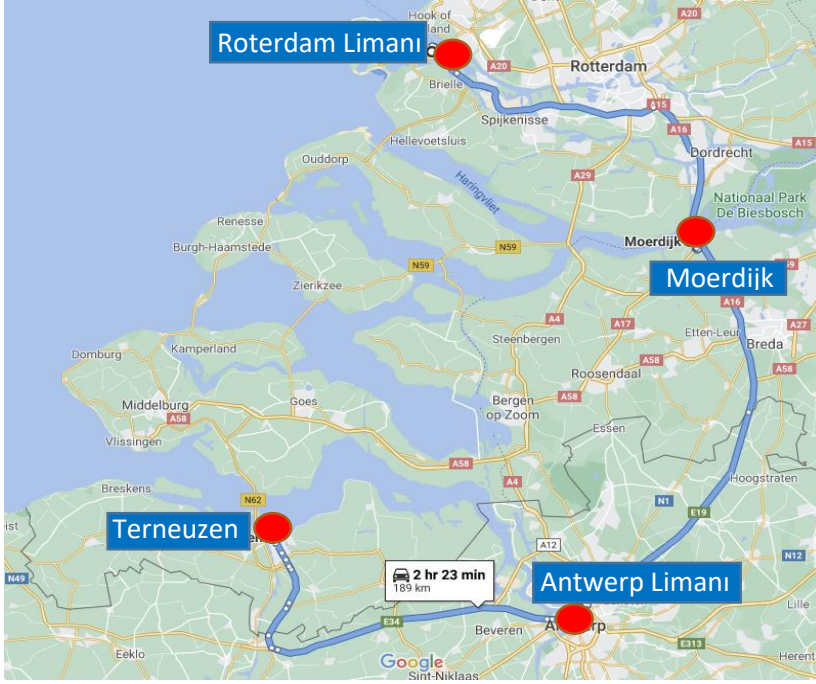 Hook of
land
A20
Roterdam Limanı
A20
Rotterdam
Brielle
A15
Spijkenisse
A16
Hellevoetsluis
A15
Dordrecht
Ouddorp
A29
Haringvliet
Nationaal Park
De Biesbosch
Renesse
Moerdijk
Burgh-Haamstede
N59
N59
Moerdijk
Zierikzee
A16
A4
A17
Etten-Leur
A27
Steenbergen
Breda
Domburg
Kamperland
A58
A58
Roosendaal
Middelburg
Goes
Bergen
op Zoom
A58
A58
Essen
Vlissingen
A58
A4
Hoogstraten
Breskens
N62
N1
E19
Terneuzen
A12
N12
N49
2 hr 23 min
189 km
Antwerp Limanı
Lille
E34
Beveren
E313
Eeklo
Google
Herent
Sint-Niklaas